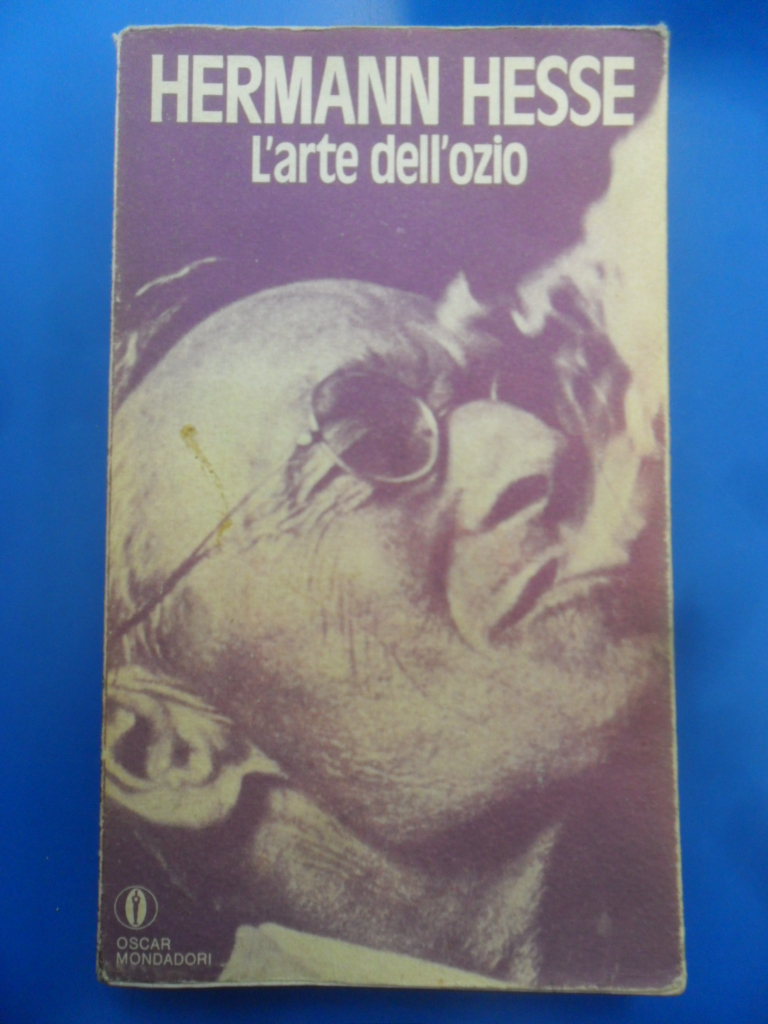 HERMANN HESSE
L'arte dell'ozio
OSCAR
MONDADORI